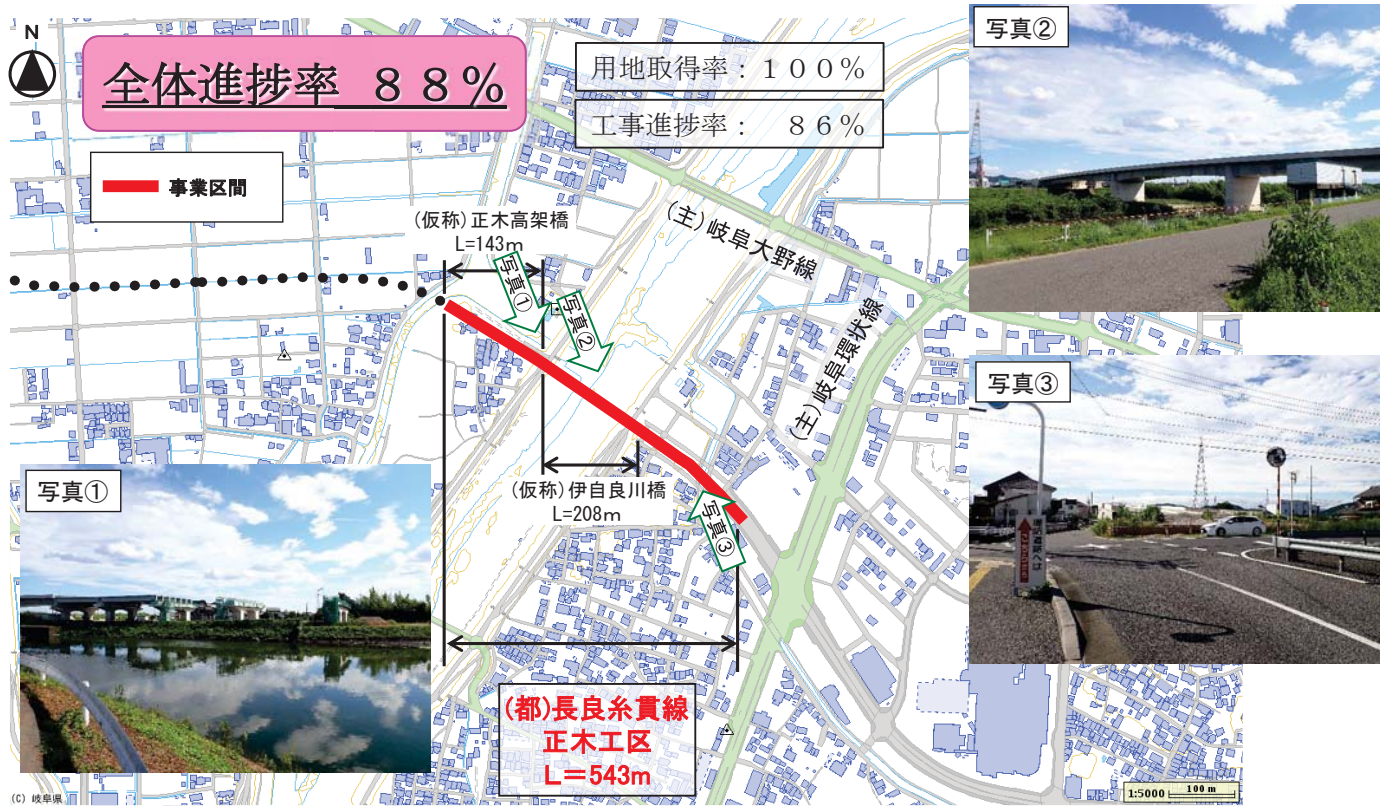 N
全体進捗率 ８８％
用地取得率：１００％
工事進捗率： ８６％
事業区間
(仮称)正木高架橋
L=143m
写真①
写真②
(主)岐阜大野線
(主)岐阜環状線
(仮称)伊自良川橋
L=208m
写真③
(都)長良糸貫線
正木工区
L=543m
写真①
写真②
写真③
1:5000 100 m
(C) 岐阜県